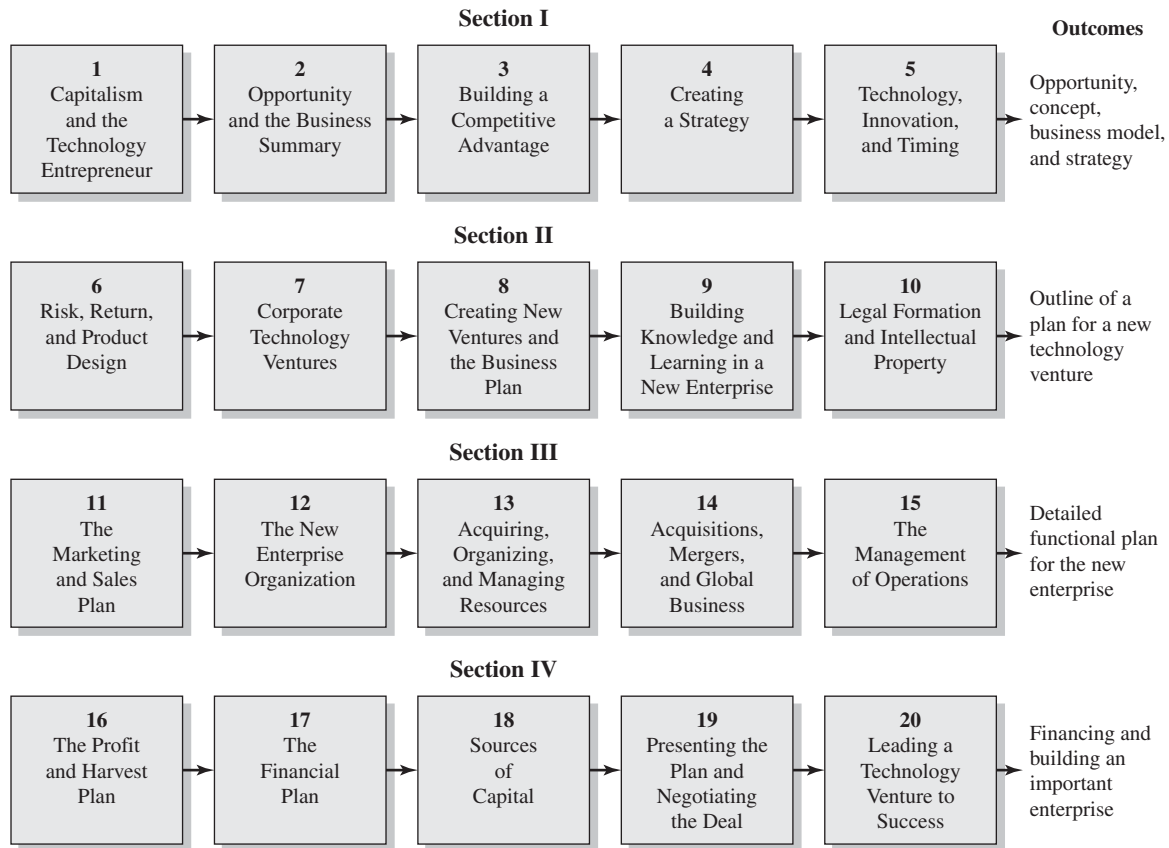 Section I
Outcomes
1
Capitalism
and the
Technology
Entrepreneur
2
Opportunity
and the Business
Summary
3
Building a
Competitive
Advantage
4
Creating
a Strategy
5
Technology,
Innovation,
and Timing
Opportunity,
concept,
business model,
and strategy
Section II
6
Risk, Return,
and Product
Design
7
Corporate
Technology
Ventures
8
Creating New
Ventures and
the Business
Plan
9
Building
Knowledge and
Learning in a
New Enterprise
10
Legal Formation
and Intellectual
Property
Outline of a
plan for a new
technology
venture
Section III
11
The
Marketing
and Sales
Plan
12
The New
Enterprise
Organization
13
Acquiring,
Organizing,
and Managing
Resources
14
Acquisitions,
Mergers,
and Global
Business
15
The
Management
of Operations
Detailed
functional plan
for the new
enterprise
Section IV
16
The Profit
and Harvest
Plan
17
The
Financial
Plan
18
Sources
of
Capital
19
Presenting the
Plan and
Negotiating
the Deal
20
Leading a
Technology
Venture to
Success
Financing and
building an
important
enterprise